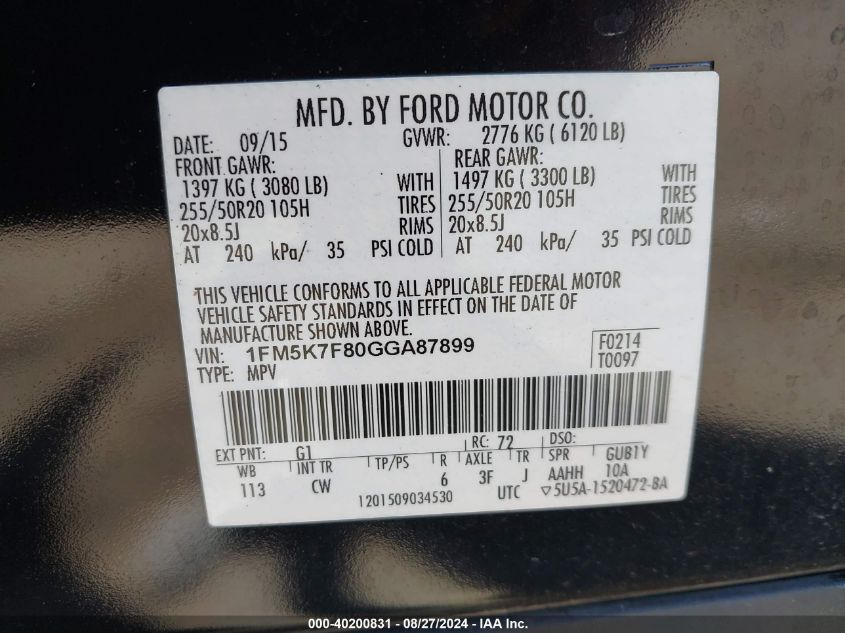 MFD. BY FORD MOTOR CO.
DATE: 09/15 GVWR: 2776 KG ( 6120 LB)
FRONT GAWR: REAR GAWR:
1397 KG ( 3080 LB) WITH 1497 KG ( 3300 LB) WITH
255/50R20 105H TIRES 255/50R20 105H TIRES
20x8.5J RIMS 20x8.5J RIMS
AT 240 kPa/ 35 PSI COLD AT 240 kPa/ 35 PSI COLD
THIS VEHICLE CONFORMS TO ALL APPLICABLE FEDERAL MOTOR
VEHICLE SAFETY STANDARDS IN EFFECT ON THE DATE OF
MANUFACTURE SHOWN ABOVE.
VIN: 1FM5K7F80GGA87899 F0214
TYPE: MPV T0097
EXT PNT: G1 RC: 72 DSO:
WB INT TR TP/PS R AXLE TR SPR GUB1Y
113 CW 6 3F J AAHH 10A
1201509034530 UTC ▽5U5A-1520472-BA
000-40200831 - 08/27/2024 - IAA Inc.